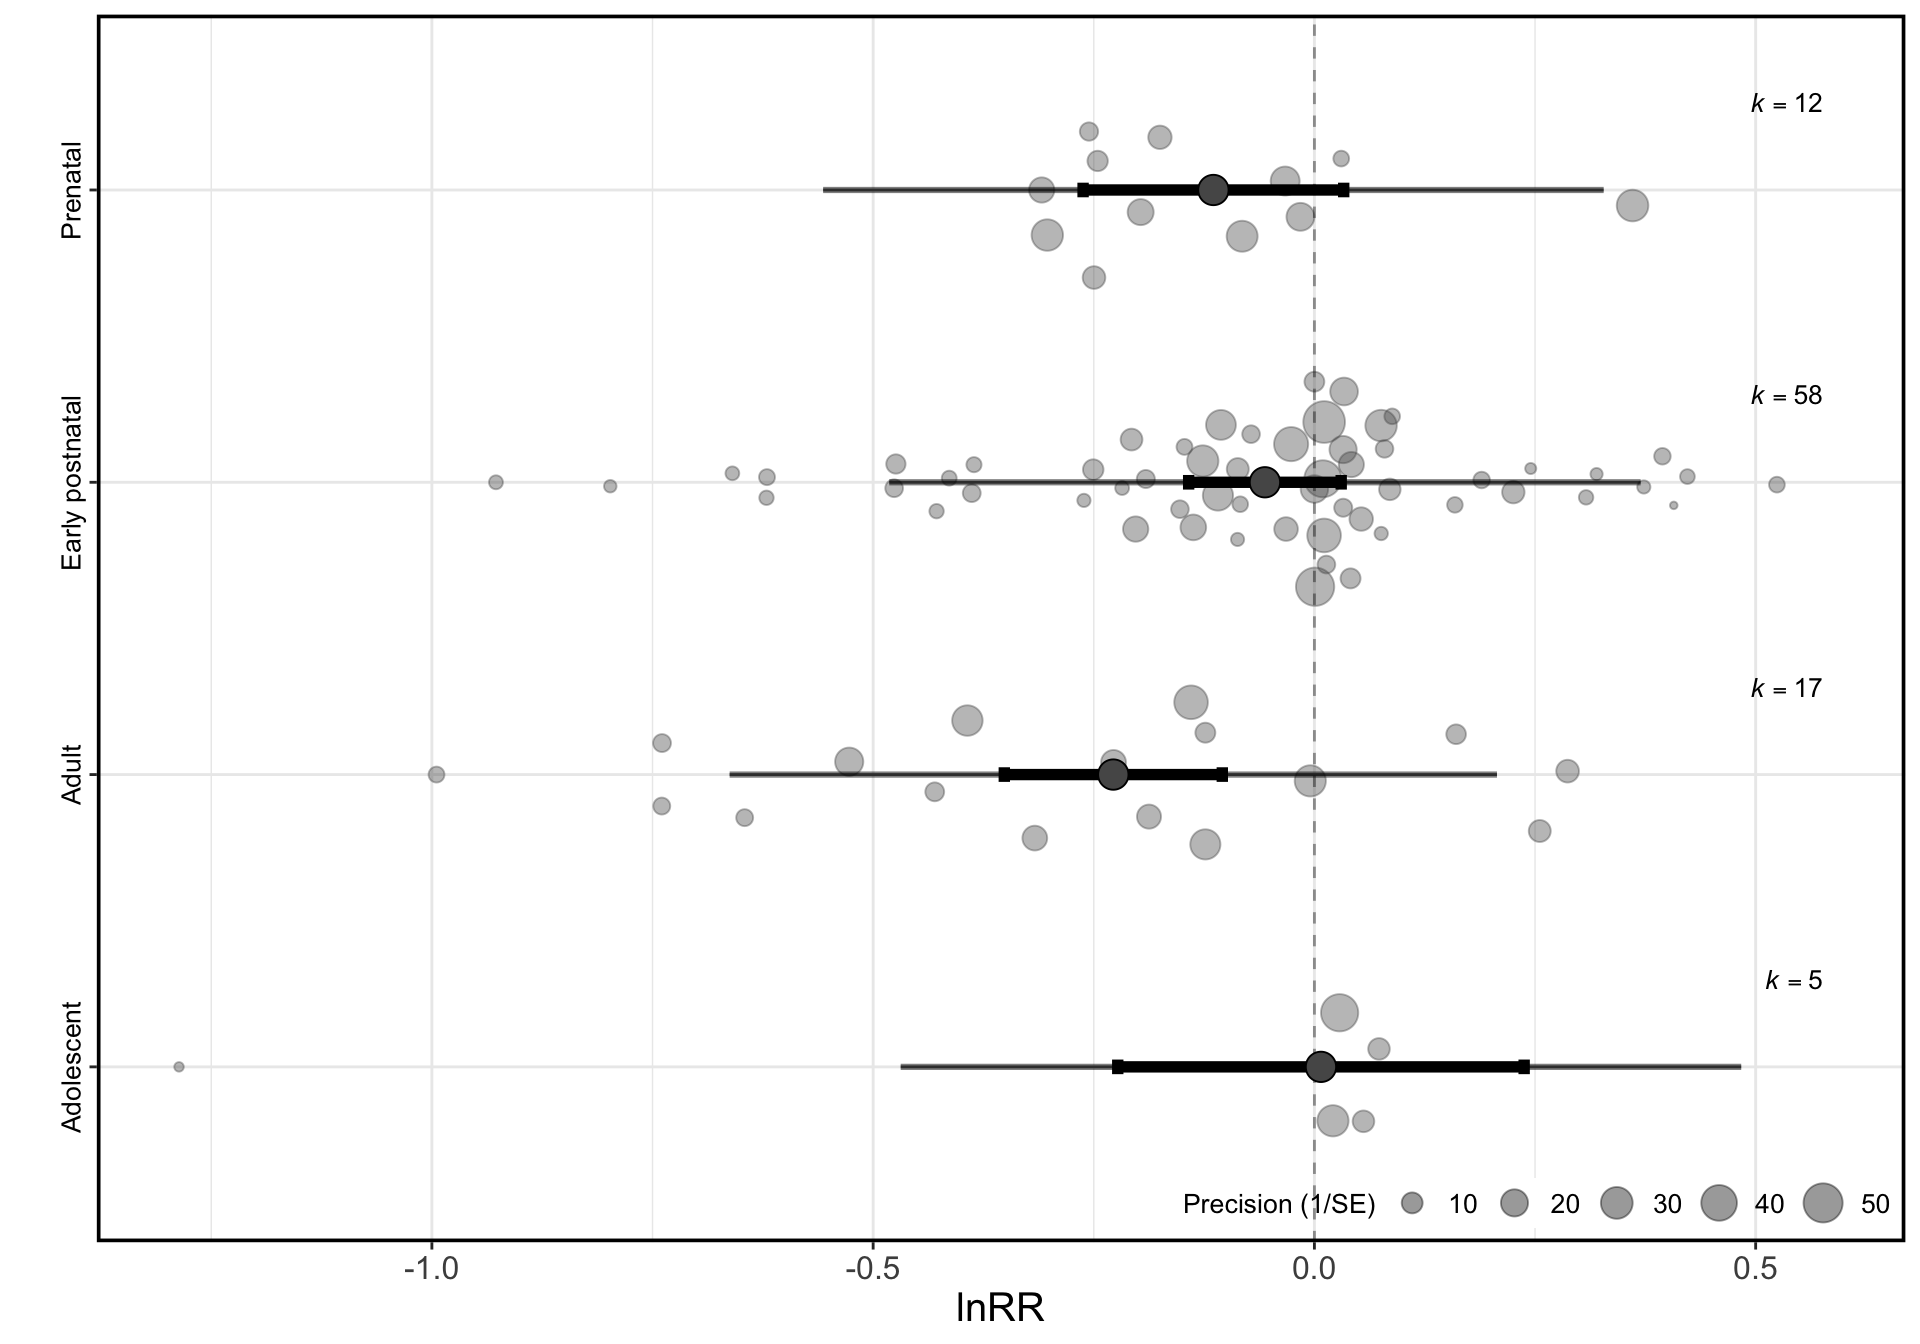 Prenatal
k = 12
Early postnatal
k = 58
Adult
k = 17
Adolescent
k = 5
Precision (1/SE) 10 20 30 40 50
-1.0 -0.5 0.0 0.5
lnRR